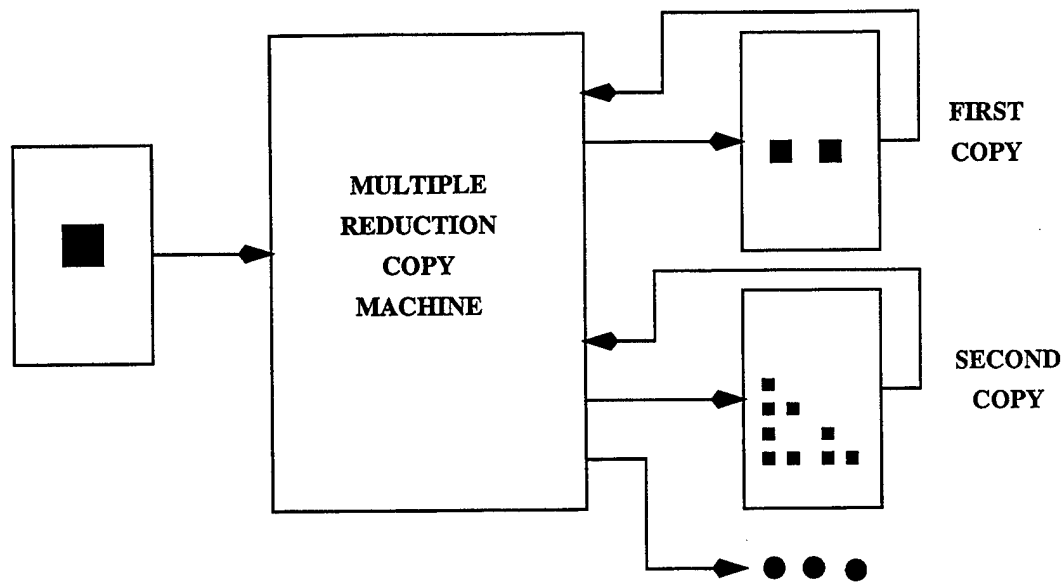 MULTIPLE
REDUCTION
COPY
MACHINE
FIRST
COPY
SECOND
COPY